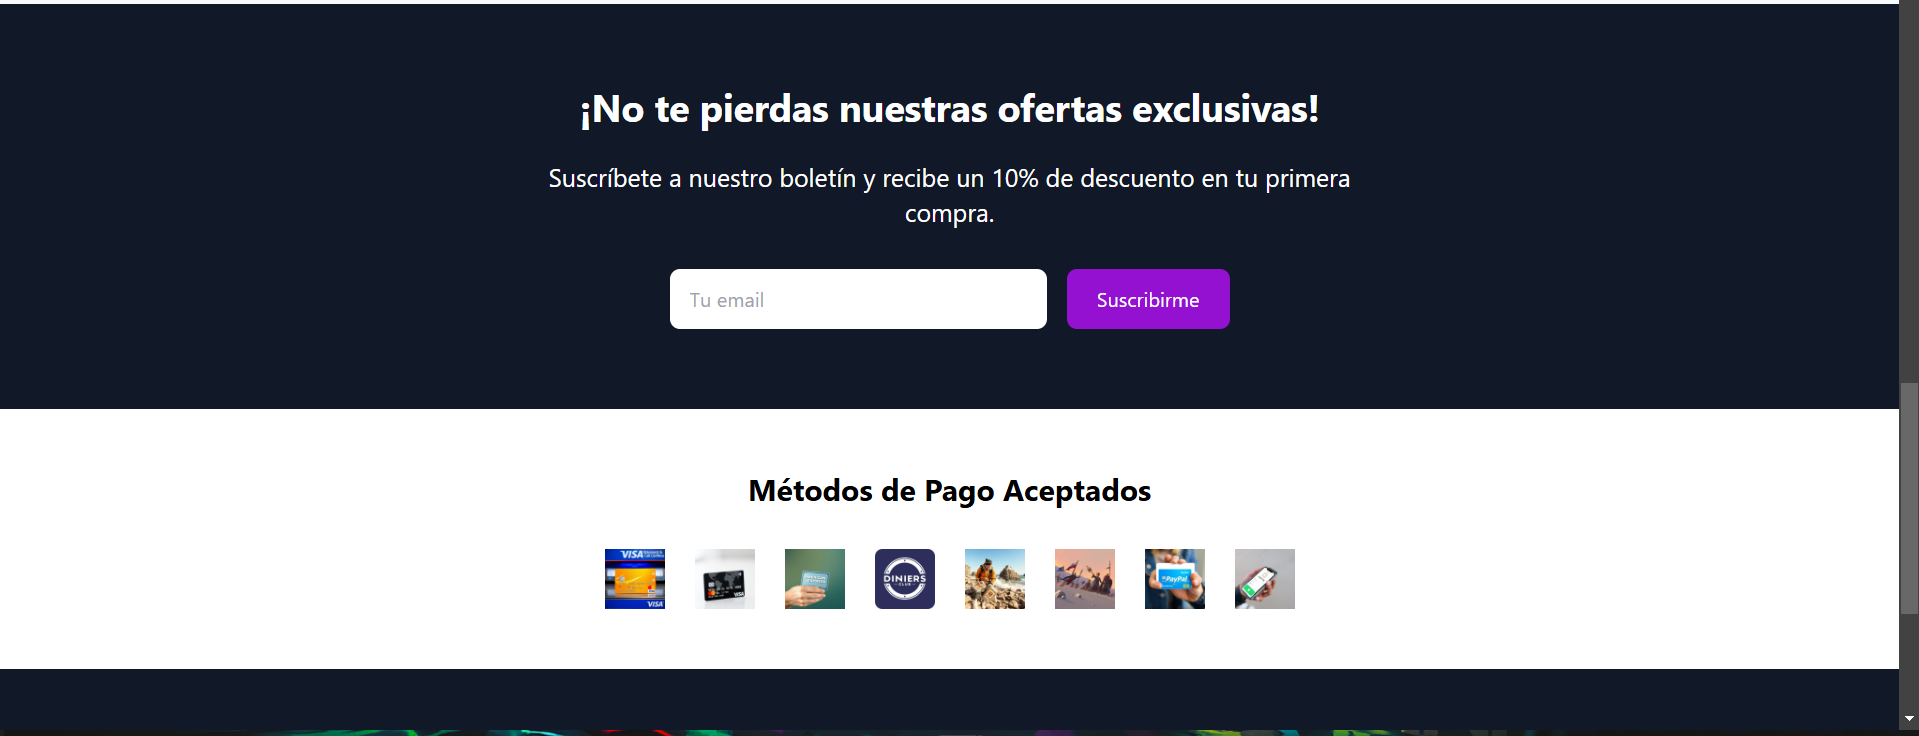 ¡No te pierdas nuestras ofertas exclusivas!
Suscríbete a nuestro boletín y recibe un 10% de descuento en tu primera
compra.
Tu email
Suscribirme
Métodos de Pago Aceptados
VISA
VISA
VISA
DINIERS
CLUB
PayPal